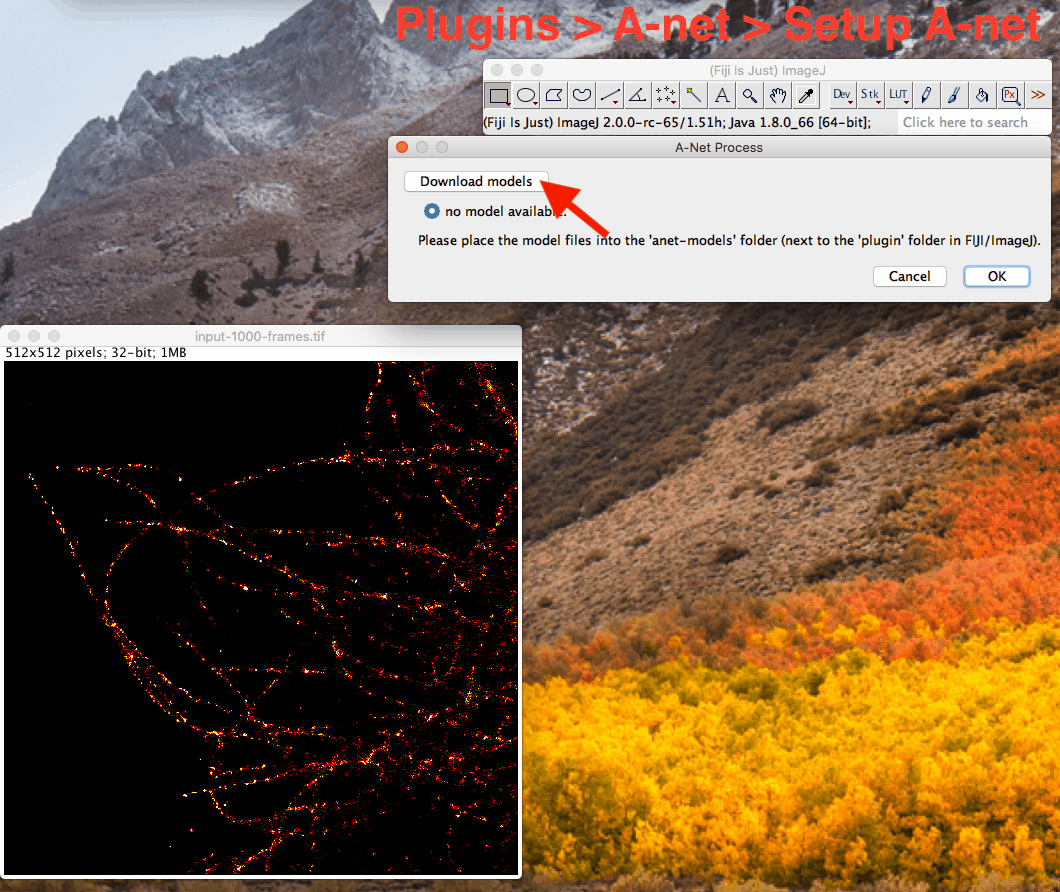 Plugins > A-net > Setup A-net
(Fiji Is Just) ImageJ
Dev Stk LUT Px >>
(Fiji Is Just) ImageJ 2.0.0-rc-65/1.51h; Java 1.8.0_66 [64-bit];
Click here to search
A-Net Process
Download models
no model available.
Please place the model files into the 'anet-models' folder (next to the 'plugin' folder in FIJI/ImageJ).
Cancel
OK
input-1000-frames.tif
512x512 pixels; 32-bit; 1MB